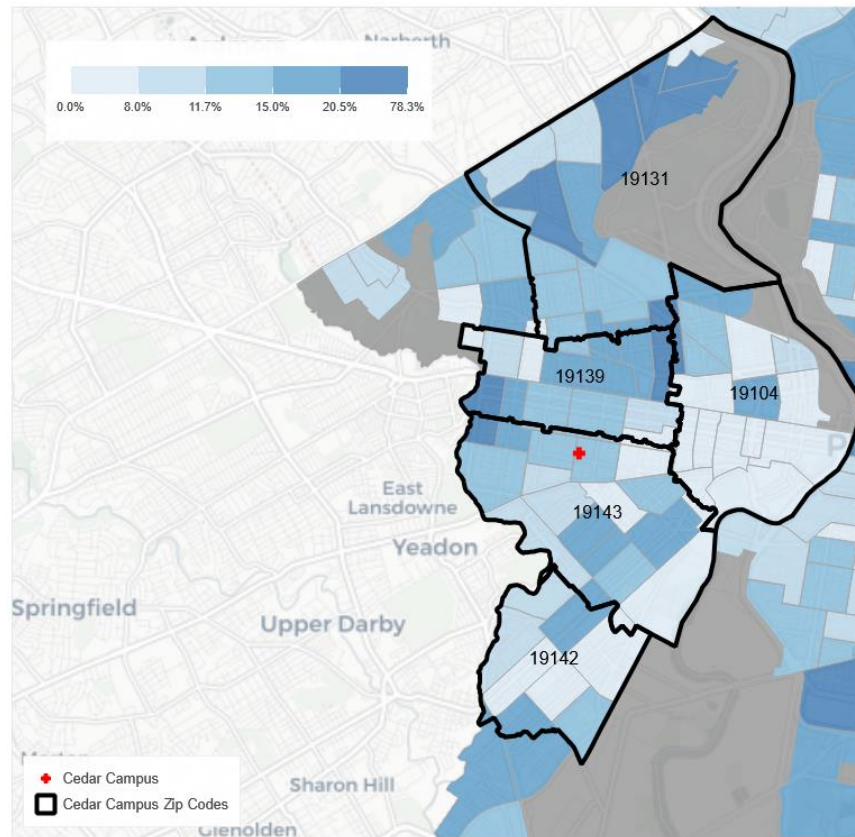 Narberth
0.0% 8.0% 11.7% 15.0% 20.5% 78.3%
19131
19139
19104
East
Lansdowne
19143
Yeadon
Springfield
Upper Darby
19142
Cedar Campus
Sharon Hill
Cedar Campus Zip Codes
Glenolden